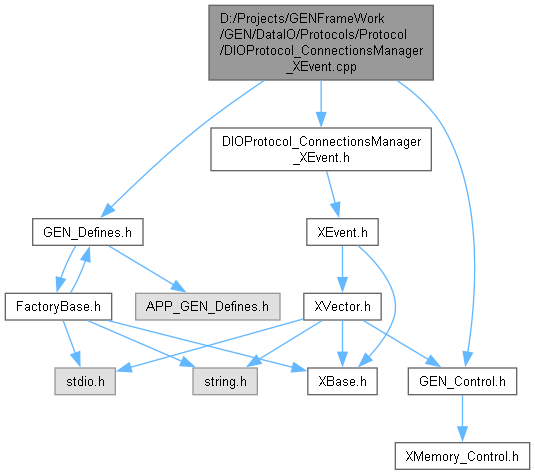 D:/Projects/GENFrameWork
/GEN/DataIO/Protocols/Protocol
/DIOProtocol_ConnectionsManager
_XEvent.cpp
DIOProtocol_ConnectionsManager
_XEvent.h
GEN_Defines.h
XEvent.h
FactoryBase.h
APP_GEN_Defines.h
XVector.h
stdio.h
string.h
XBase.h
GEN_Control.h
XMemory_Control.h